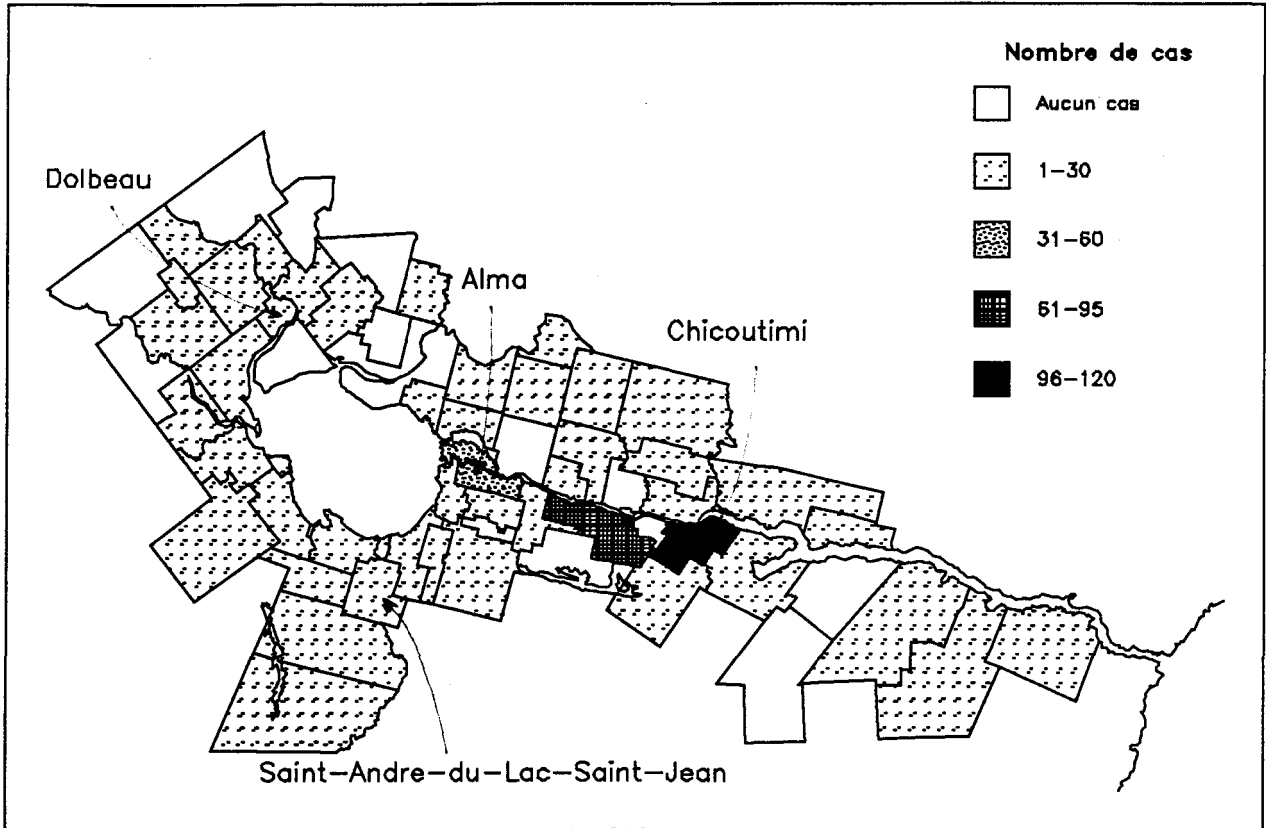 Nombre de cas
Aucun cas
1-30
31-60
61-95
96-120
Dolbeau
Alma
Chicoutimi
Saint-Andre-du-Lac-Saint-Jean